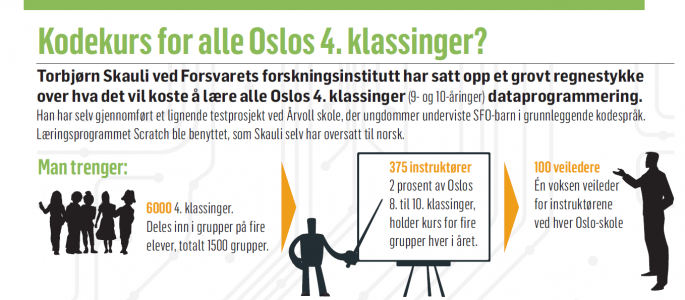 Kodekurs for alle Oslos 4. klassinger?
Torbjørn Skauli ved Forsvarets forskningsinstitutt har satt opp et grovt regnestykke
over hva det vil koste å lære alle Oslos 4. klassinger (9- og 10-åringer) dataprogrammering.
Han har selv gjennomført et lignende testprosjekt ved Årvoll skole, der ungdommer underviste SFO-barn i grunnleggende kodespråk.
Læringsprogrammet Scratch ble benyttet, som Skauli selv har oversatt til norsk.
Man trenger:
6000 4. klassinger.
Deles inn i grupper på fire
elever, totalt 1500 grupper.
375 instruktører
2 prosent av Oslos
8. til 10. klassinger,
holder kurs for fire
grupper hver i året.
100 veiledere
Én voksen veileder
for instruktørene
ved hver Oslo-skole